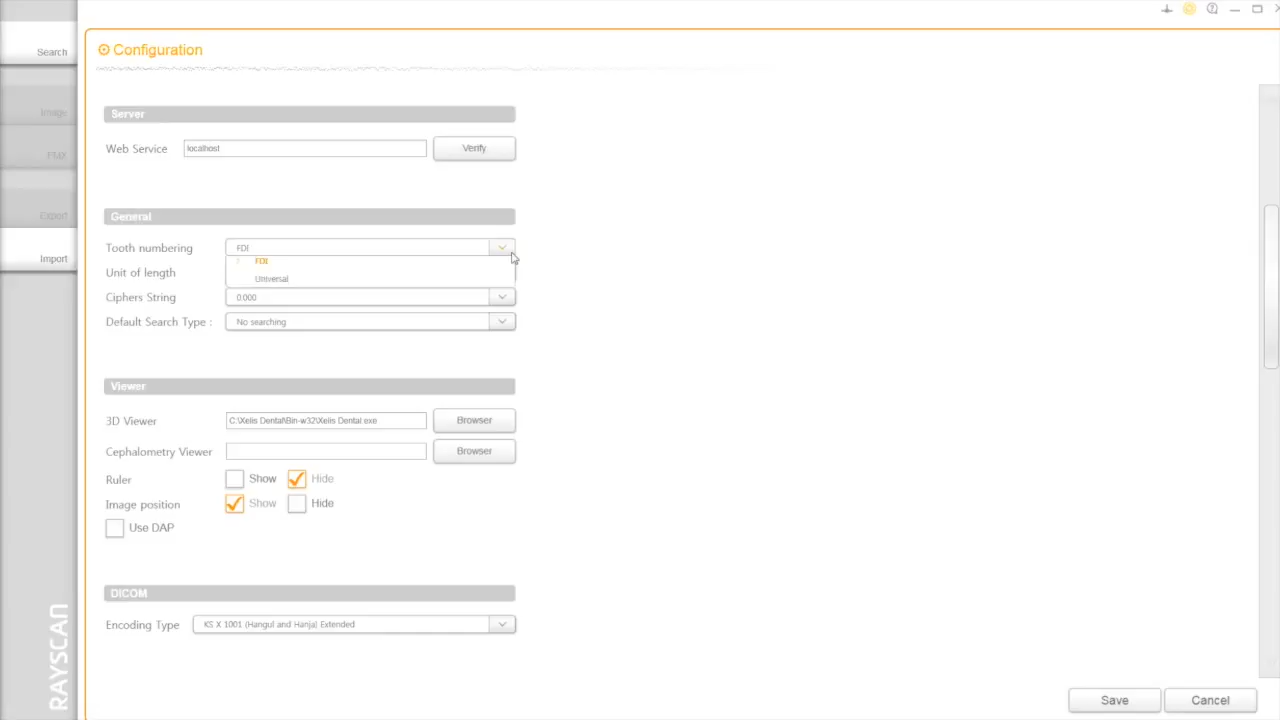 Search
Image
FMX
Export
Import
RAYSCAN
Configuration
Server
Web Service localhost Verify
General
Tooth numbering FDI
FDI
Universal
Unit of length
Ciphers String 0.000
Default Search Type : No searching
Viewer
3D Viewer C:\Xelis Dental\Bin-w32\Xelis Dental.exe Browser
Cephalometry Viewer Browser
Ruler Show Hide
Image position Show Hide
Use DAP
DICOM
Encoding Type KS X 1001 (Hangul and Hanja) Extended
Save Cancel